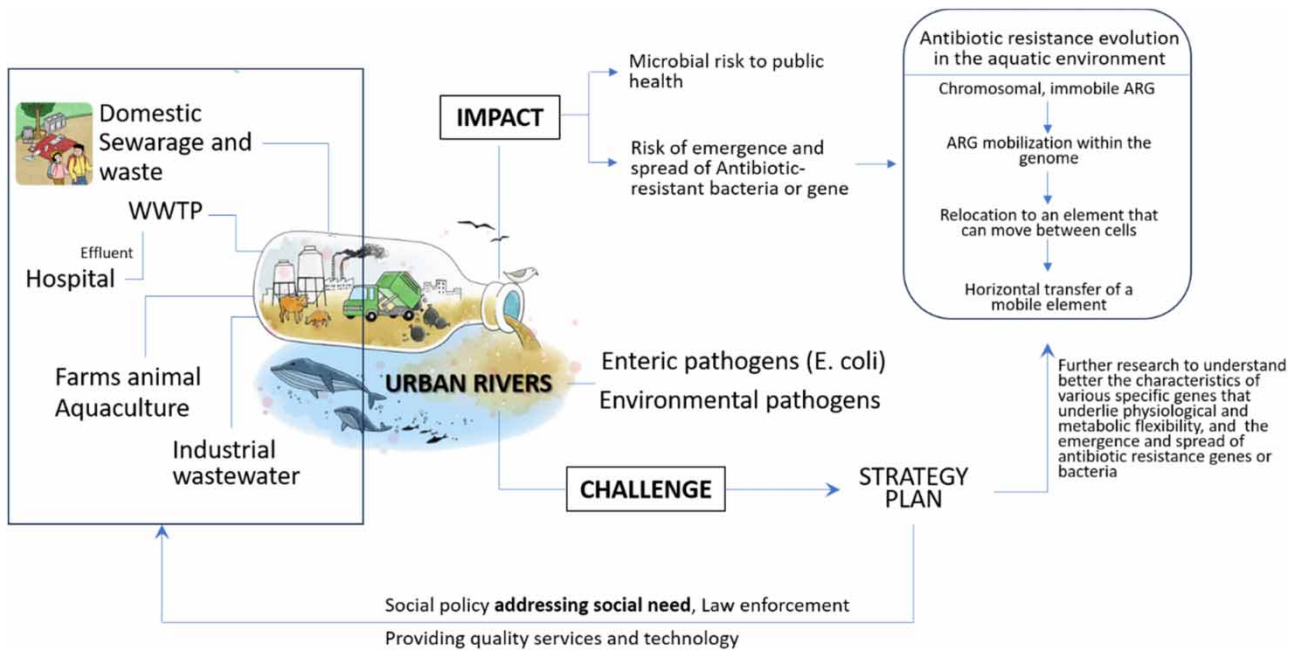 Domestic
Sewarage and
waste
WWTP
Effluent
Hospital
Farms animal
Aquaculture
Industrial
wastewater
IMPACT
Microbial risk to public
health
Risk of emergence and
spread of Antibiotic-
resistant bacteria or gene
Antibiotic resistance evolution
in the aquatic environment
Chromosomal, immobile ARG
ARG mobilization within the
genome
Relocation to an element that
can move between cells
Horizontal transfer of a
mobile element
URBAN RIVERS
Enteric pathogens (E. coli)
Environmental pathogens
CHALLENGE
STRATEGY
PLAN
Further research to understand
better the characteristics of
various specific genes that
underlie physiological and
metabolic flexibility, and the
emergence and spread of
antibiotic resistance genes or
bacteria
Social policy addressing social need, Law enforcement
Providing quality services and technology